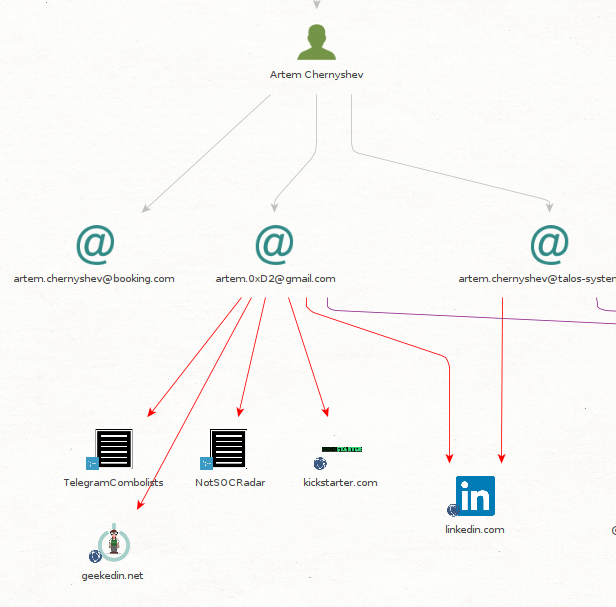 Artem Chernyshev
artem.chernyshev@booking.com
artem.0xD2@gmail.com
artem.chernyshev@talos-system
TelegramCombolists
NotSOCRadar
kickstarter.com
in
linkedin.com
geekedin.net